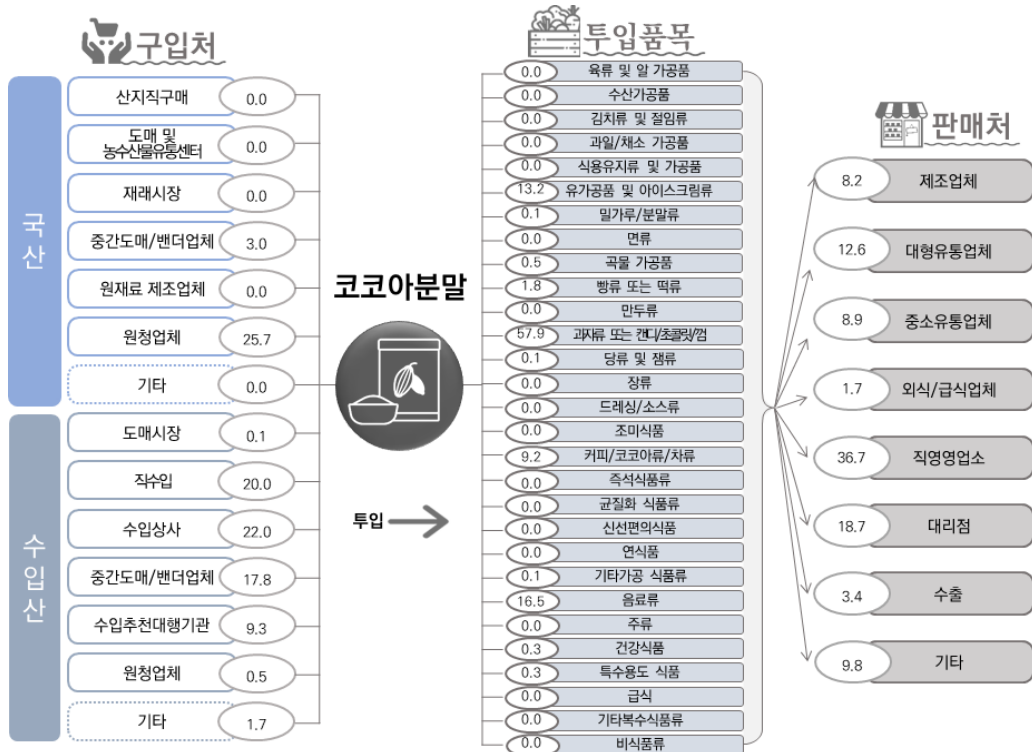 구입처
국산
산지직구매 0.0
도매 및
농수산물유통센터 0.0
재래시장 0.0
중간도매/밴더업체 3.0
원재료 제조업체 0.0
원청업체 25.7
기타 0.0
수입산
도매시장 0.1
직수입 20.0
수입상사 22.0
중간도매/밴더업체 17.8
수입추천대행기관 9.3
원청업체 0.5
기타 1.7
코코아분말
투입
투입품목
0.0 육류 및 알 가공품
0.0 수산가공품
0.0 김치류 및 절임류
0.0 과일/채소 가공품
0.0 식용유지류 및 가공품
13.2 유가공품 및 아이스크림류
0.1 밀가루/분말류
0.0 면류
0.5 곡물 가공품
1.8 빵류 또는 떡류
0.0 만두류
57.9 과자류 또는 캔디/초콜릿/껌
0.1 당류 및 잼류
0.0 장류
0.0 드레싱/소스류
0.0 조미식품
9.2 커피/코코아류/차류
0.0 즉석식품류
0.0 균질화 식품류
0.0 신선편의식품
0.0 연식품
0.1 기타가공 식품류
16.5 음료류
0.0 주류
0.3 건강식품
0.3 특수용도 식품
0.0 급식
0.0 기타복수식품류
0.0 비식품류
판매처
8.2 제조업체
12.6 대형유통업체
8.9 중소유통업체
1.7 외식/급식업체
36.7 직영영업소
18.7 대리점
3.4 수출
9.8 기타